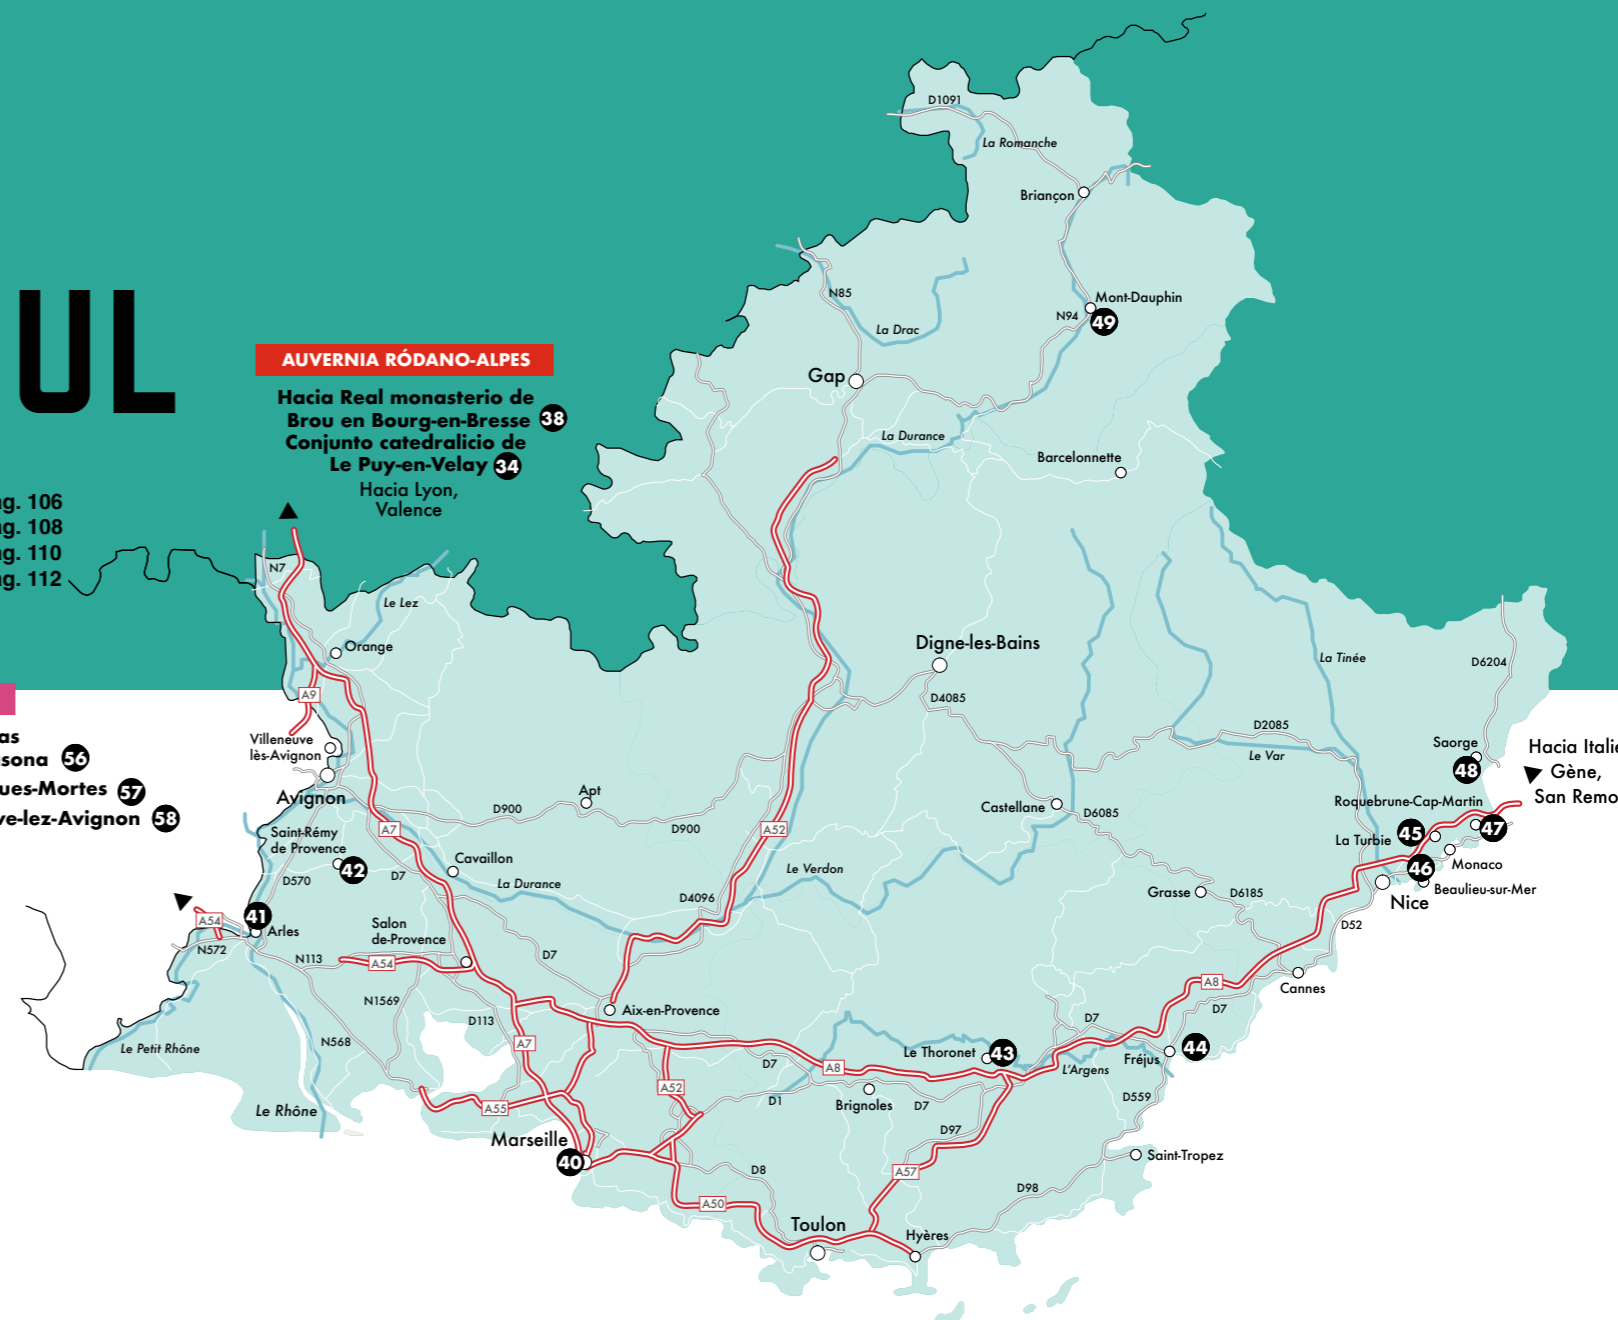 UL
AUVERNIA RÓDANO-ALPES
Hacia Real monasterio de
Brou en Bourg-en-Bresse 38
Conjunto catedralicio de
Le Puy-en-Velay 34
Hacia Lyon,
Valence
106
108
110
112
56
57
58
D1091
La Romanche
Briançon
Mont-Dauphin
N94
49
N85
La Drac
Gap
La Durance
Barcelonnette
N7
Le Lez
Orange
A9
Villeneuve
lès-Avignon
Avignon
Digne-les-Bains
D4085
La Tinée
D6204
D2085
Le Var
Saorge
48
Hacia
Gène,
San Remo
Apt
D900
D900
A7
A52
Castellane
D6085
Roquebrune-Cap-Martin
La Turbie
45
47
Monaco
46
Beaulieu-sur-Mer
Nice
Saint-Rémy
de Provence
42
D570
D7
Cavaillon
La Durance
Le Verdon
D4096
Grasse
D6185
D52
A54
N572
41
Arles
Salon
de-Provence
N113
A54
D7
N1569
A8
Cannes
D7
Aix-en-Provence
D113
N568
A7
Le Petit Rhône
D7
Le Thoronet
43
L'Argens
D7
Fréjus
44
A8
A52
Brignoles
D7
D1
D559
Le Rhône
A55
Marseille
40
D97
Saint-Tropez
D8
A57
D98
A50
Toulon
Hyères